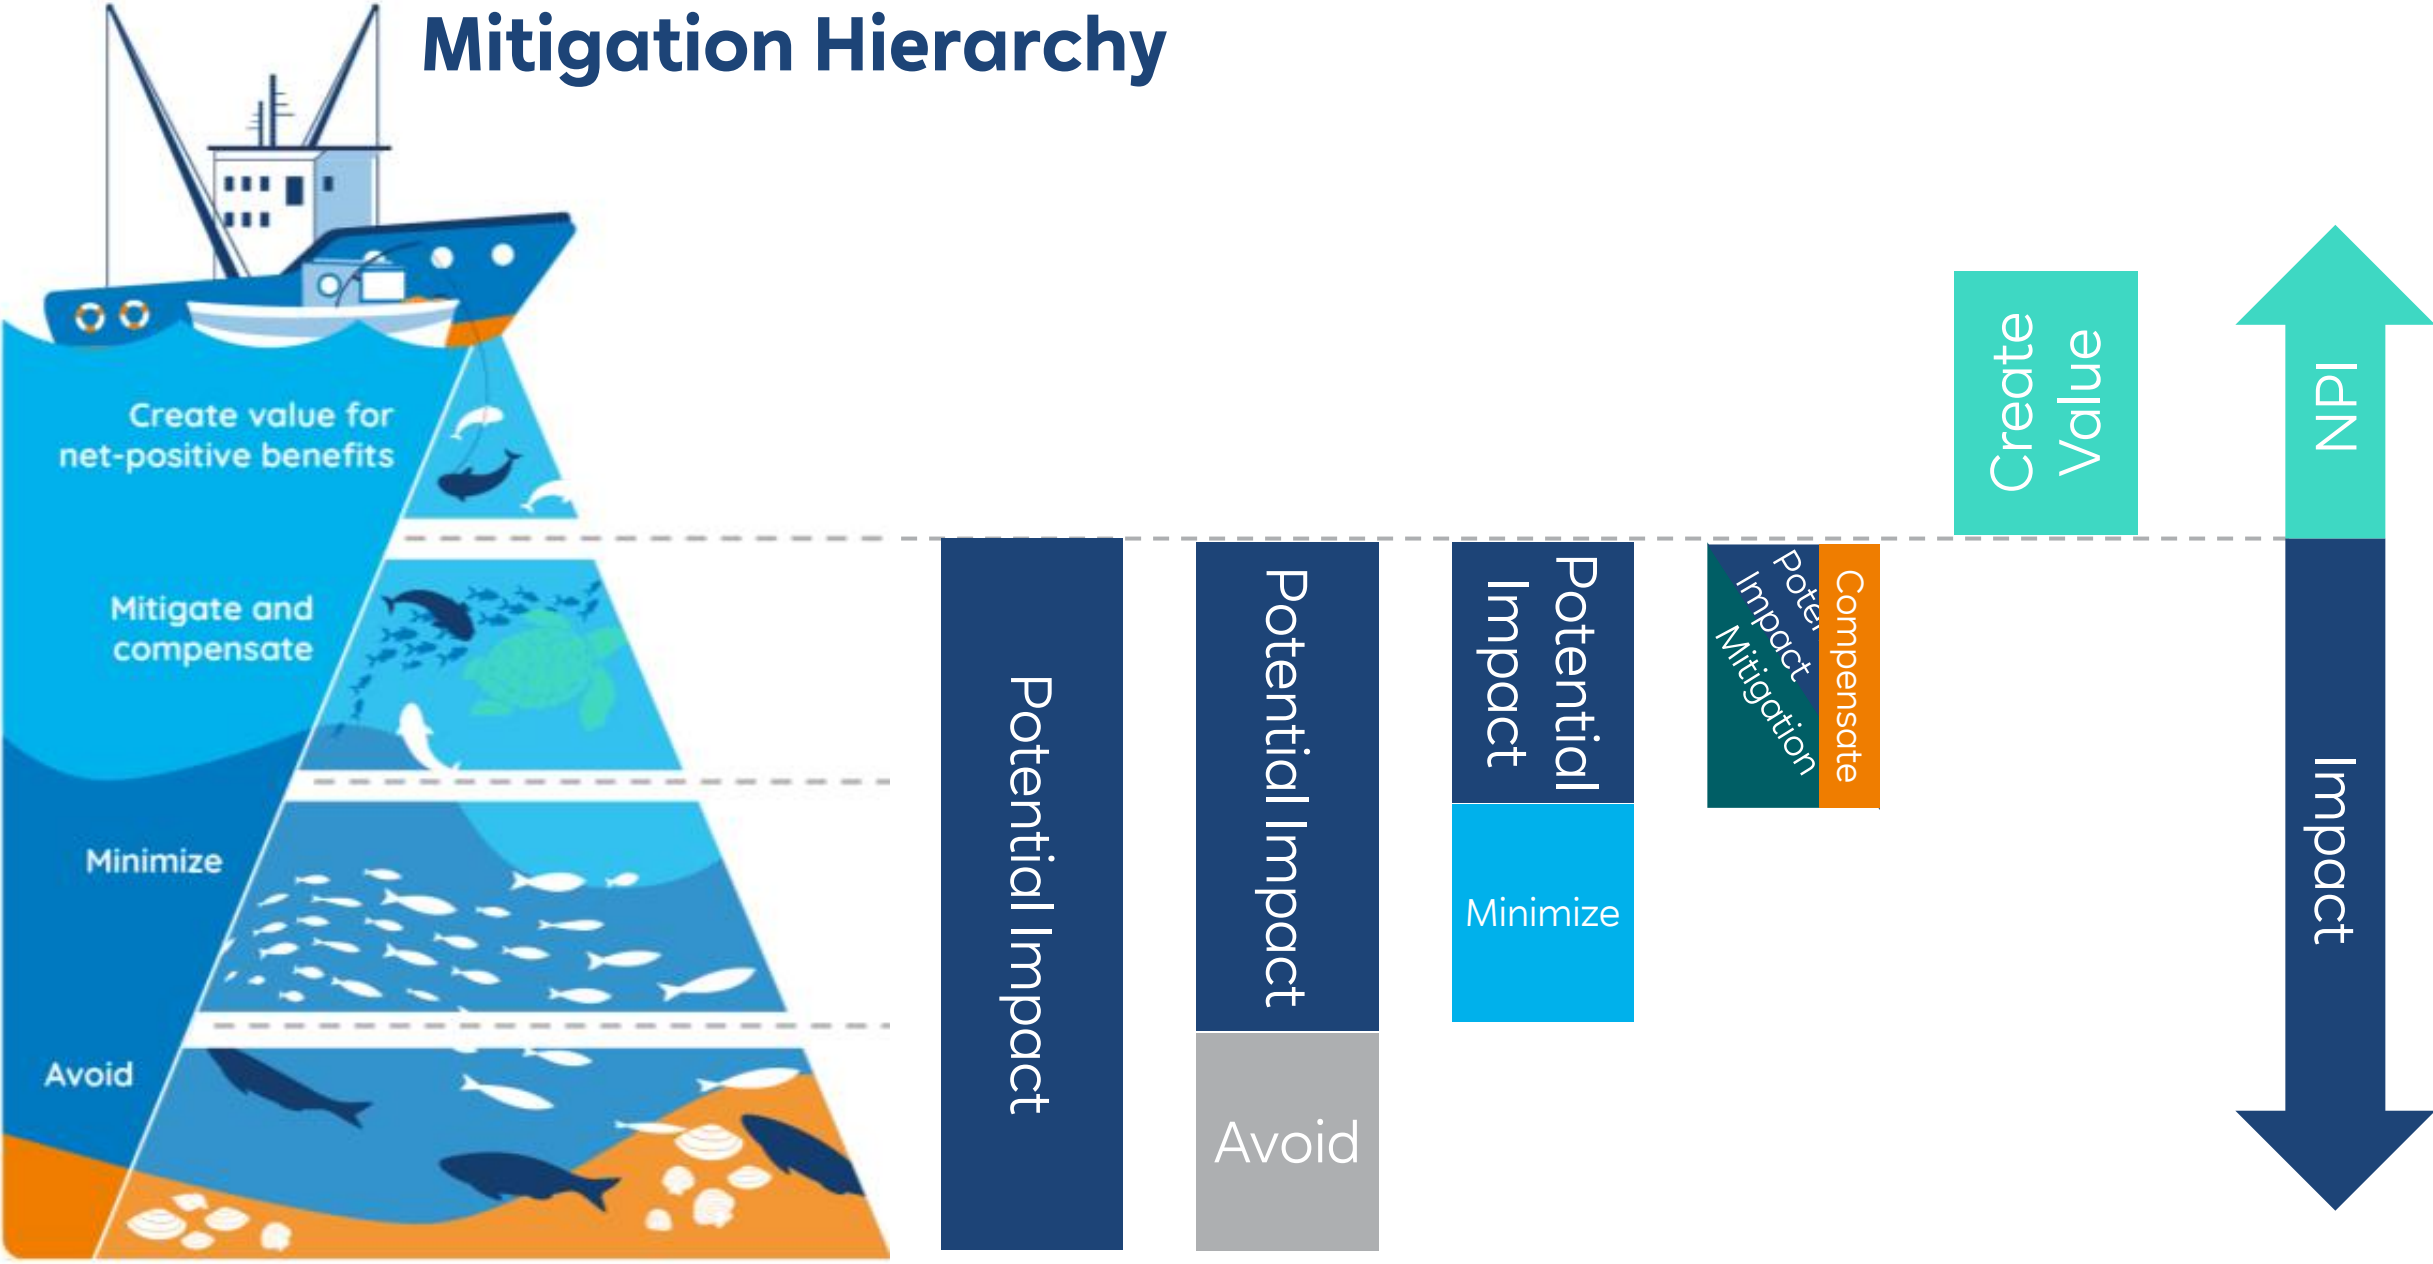 Mitigation Hierarchy
Create value for
net-positive benefits
Mitigate and
compensate
Minimize
Avoid
Potential Impact
Potential Impact
Avoid
Potential
Impact
Minimize
Impact
Mitigation
Compensate
Create
Value
NPI
Impact